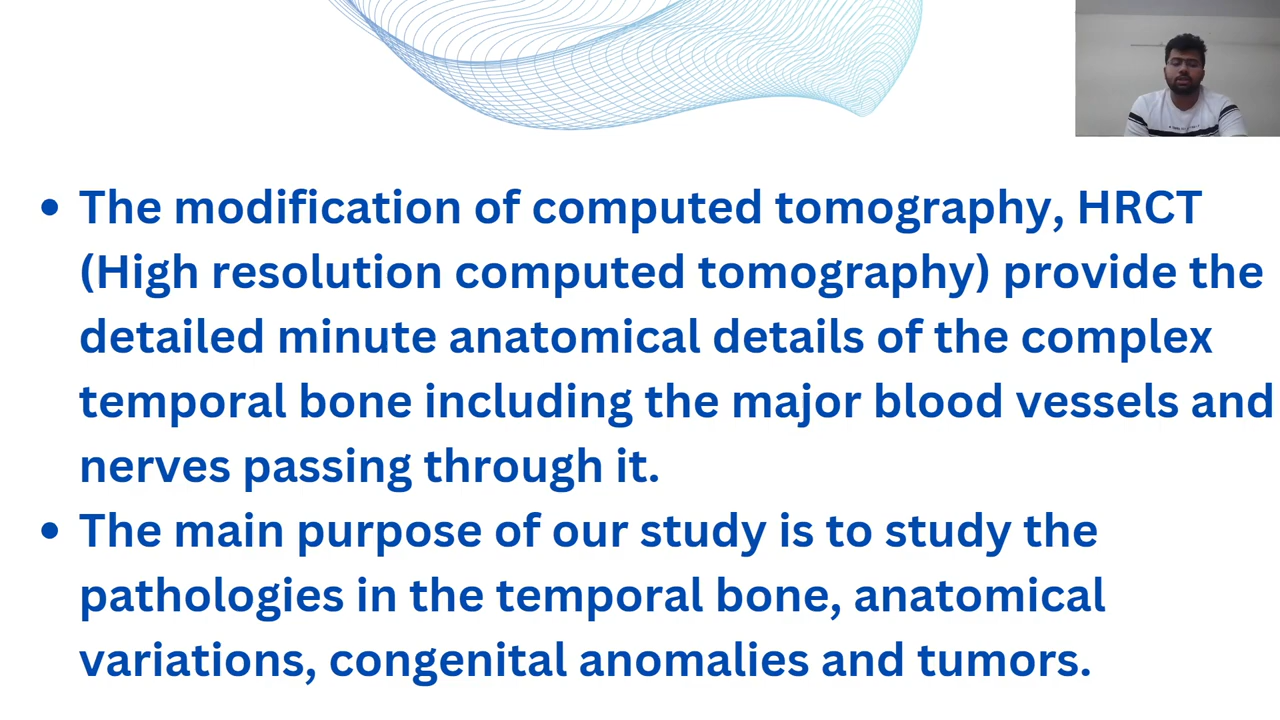 • The modification of computed tomography, HRCT
(High resolution computed tomography) provide the
detailed minute anatomical details of the complex
temporal bone including the major blood vessels and
nerves passing through it.
• The main purpose of our study is to study the
pathologies in the temporal bone, anatomical
variations, congenital anomalies and tumors.